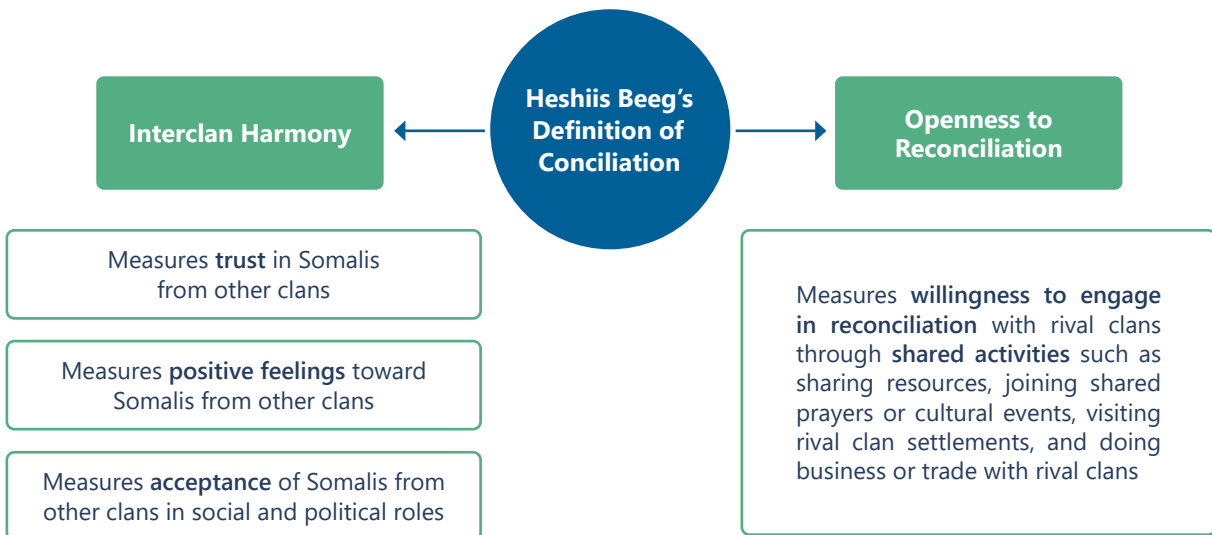 Heshiis Beeg's
Definition of
Conciliation
Interclan Harmony
Measures trust in Somalis
from other clans
Measures positive feelings toward
Somalis from other clans
Measures acceptance of Somalis from
other clans in social and political roles
Openness to
Reconciliation
Measures willingness to engage
in reconciliation with rival clans
through shared activities such as
sharing resources, joining shared
prayers or cultural events, visiting
rival clan settlements, and doing
business or trade with rival clans